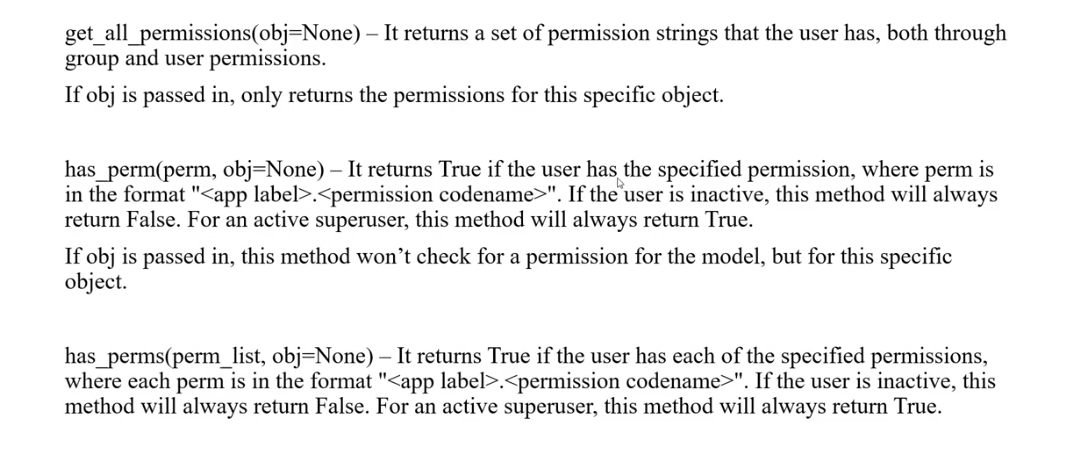 get_all_permissions(obj=None) – It returns a set of permission strings that the user has, both through
group and user permissions.
If obj is passed in, only returns the permissions for this specific object.
has_perm(perm, obj=None) – It returns True if the user has the specified permission, where perm is
in the format "<app label>.<permission codename>". If the user is inactive, this method will always
return False. For an active superuser, this method will always return True.
If obj is passed in, this method won’t check for a permission for the model, but for this specific
object.
has_perms(perm_list, obj=None) – It returns True if the user has each of the specified permissions,
where each perm is in the format "<app label>.<permission codename>". If the user is inactive, this
method will always return False. For an active superuser, this method will always return True.